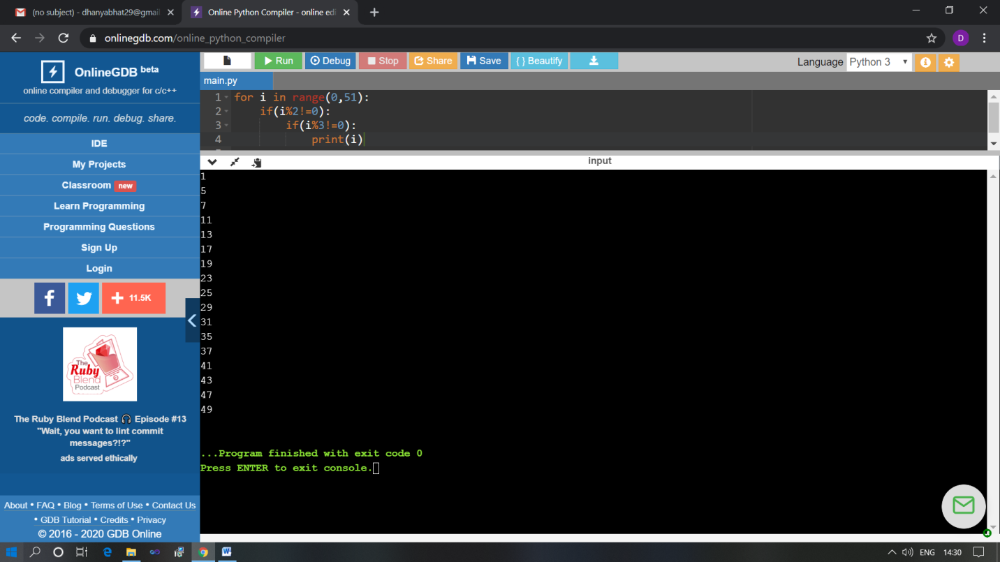 (no subject) - dhanyabhat29@gmail
Online Python Compiler - online edi
onlinegdb.com/online_python_compiler
D
OnlineGDB beta
online compiler and debugger for c/c++
code. compile. run. debug. share.
IDE
My Projects
Classroom new
Learn Programming
Programming Questions
Sign Up
Login
f
11.5K
The
Ruby
Blend
Podcast
The Ruby Blend Podcast 🎧 Episode #13
"Wait, you want to lint commit
messages?!?"
ads served ethically
About • FAQ • Blog • Terms of Use • Contact Us
• GDB Tutorial • Credits • Privacy
© 2016 - 2020 GDB Online
Run Debug Stop Share Save { } Beautify
Language Python 3
main.py
1 for i in range(0,51):
2 if(i%2!=0):
3 if(i%3!=0):
4 print(i)
input
1
5
7
11
13
17
19
23
25
29
31
35
37
41
43
47
49
...Program finished with exit code 0
Press ENTER to exit console.
ENG 14:30